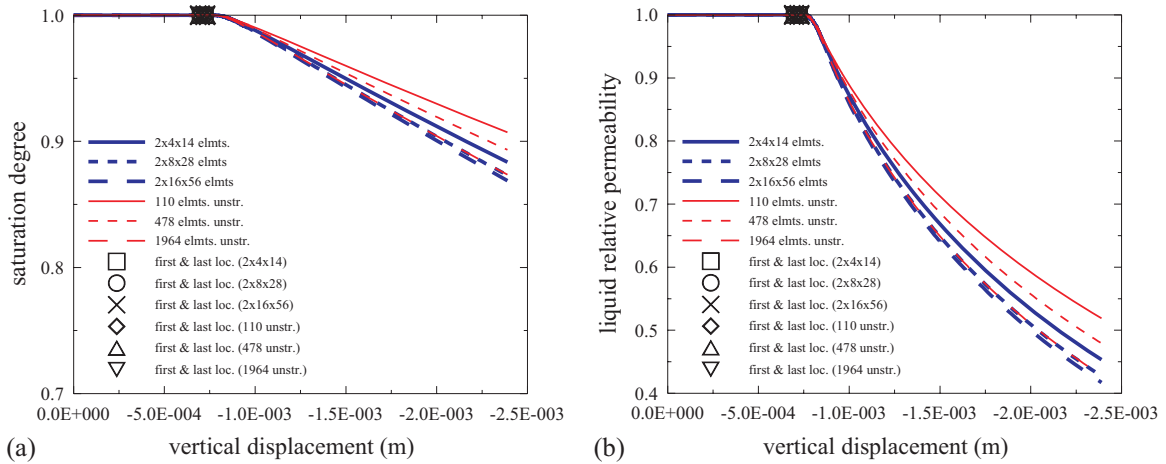 1.0
0.9
0.8
0.7
saturation degree
2x4x14 elmts.
2x8x28 elmts
2x16x56 elmts
110 elmts. unstr.
478 elmts. unstr.
1964 elmts. unstr.
first & last loc. (2x4x14)
first & last loc. (2x8x28)
first & last loc. (2x16x56)
first & last loc. (110 unstr.)
first & last loc. (478 unstr.)
first & last loc. (1964 unstr.)
0.0E+000 -5.0E-004 -1.0E-003 -1.5E-003 -2.0E-003 -2.5E-003
(a) vertical displacement (m)
1.0
0.9
0.8
0.7
0.6
0.5
0.4
liquid relative permeability
2x4x14 elmts.
2x8x28 elmts
2x16x56 elmts
110 elmts. unstr.
478 elmts. unstr.
1964 elmts. unstr.
first & last loc. (2x4x14)
first & last loc. (2x8x28)
first & last loc. (2x16x56)
first & last loc. (110 unstr.)
first & last loc. (478 unstr.)
first & last loc. (1964 unstr.)
0.0E+000 -5.0E-004 -1.0E-003 -1.5E-003 -2.0E-003 -2.5E-003
(b) vertical displacement (m)